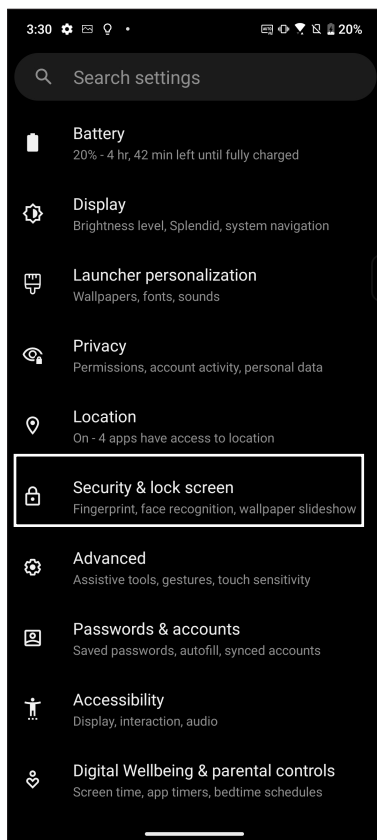 3:30 20%
Search settings
Battery
20% - 4 hr, 42 min left until fully charged
Display
Brightness level, Splendid, system navigation
Launcher personalization
Wallpapers, fonts, sounds
Privacy
Permissions, account activity, personal data
Location
On - 4 apps have access to location
Security & lock screen
Fingerprint, face recognition, wallpaper slideshow
Advanced
Assistive tools, gestures, touch sensitivity
Passwords & accounts
Saved passwords, autofill, synced accounts
Accessibility
Display, interaction, audio
Digital Wellbeing & parental controls
Screen time, app timers, bedtime schedules